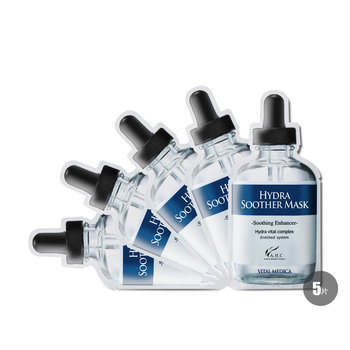 HYDRA
SOOTHER MASK
-Soothing Enhancer-
Hydra vital complex
Enriched system
A.H.C
VITAL MEDICA
5片